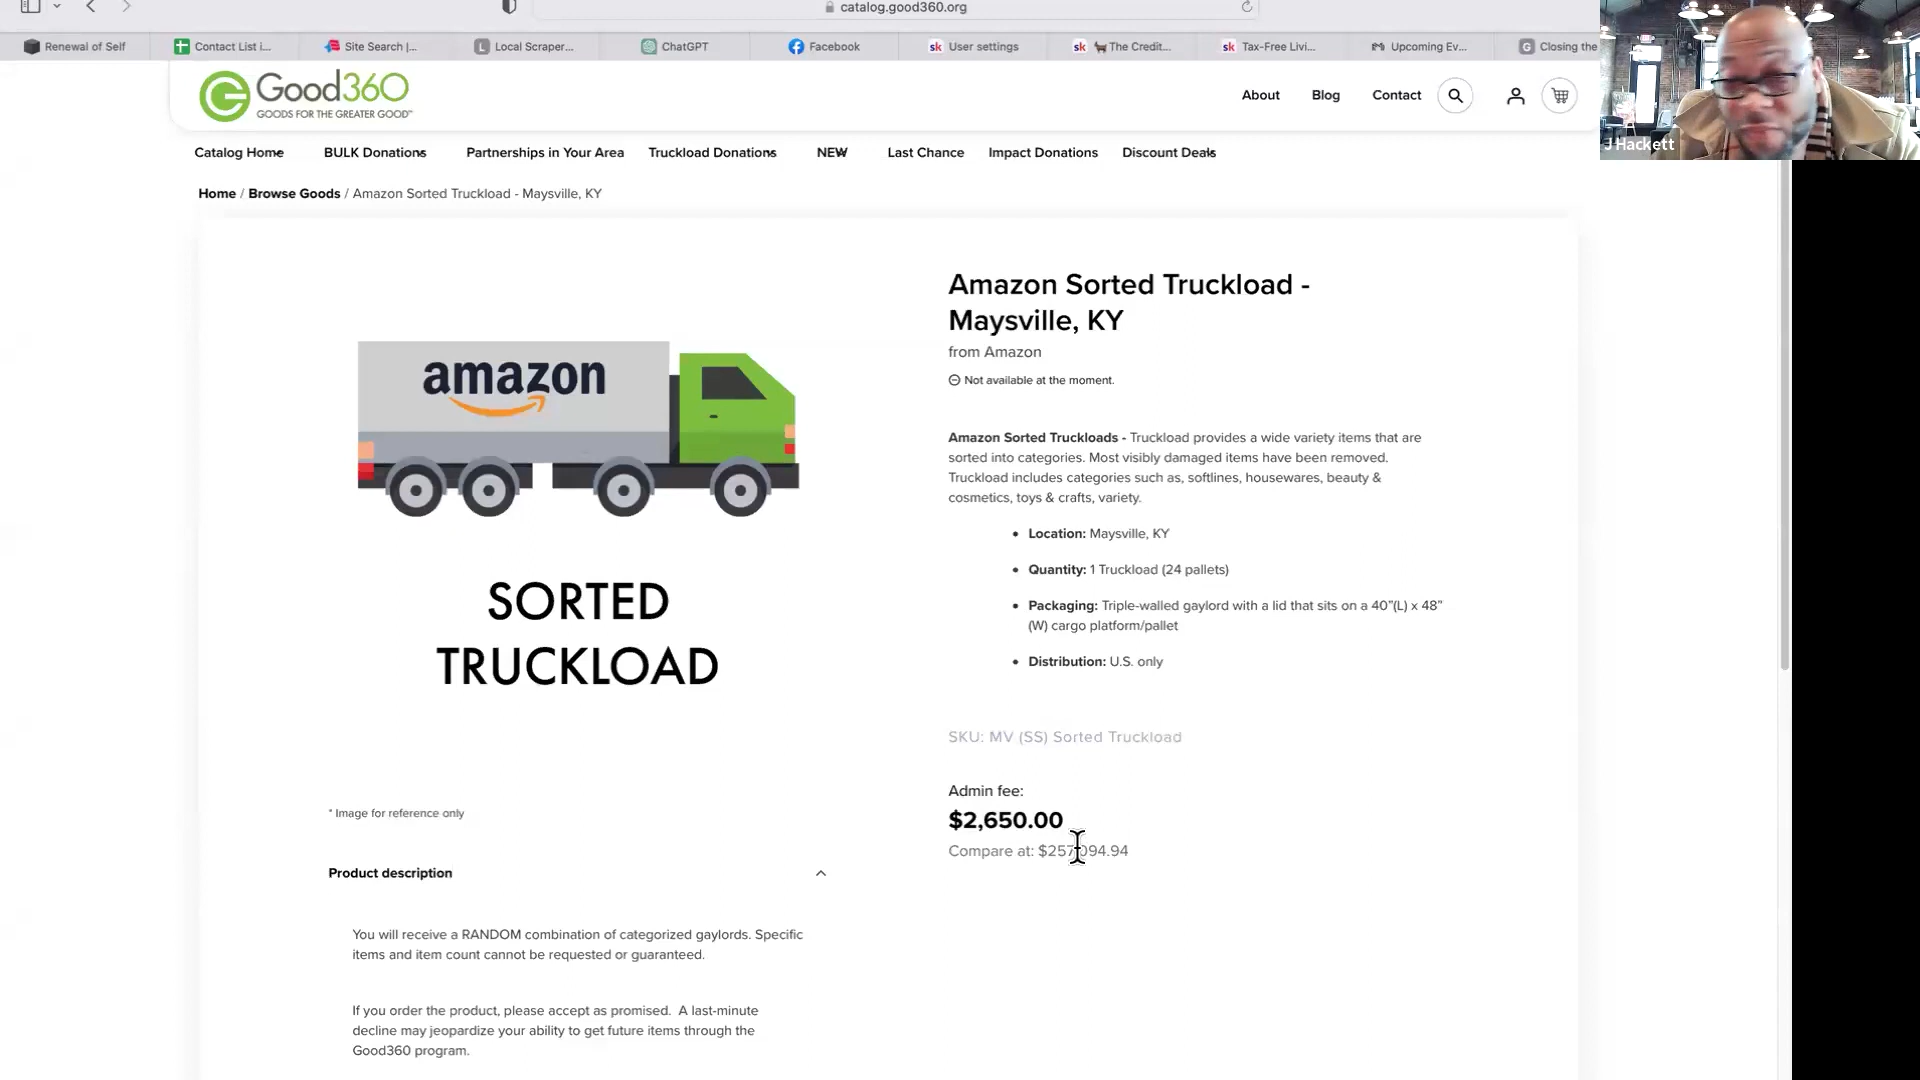 catalog.good360.org
Renewal of Self
Contact List i...
Site Search |...
Local Scraper...
ChatGPT
Facebook
User settings
The Credit...
Tax-Free Livi...
Upcoming Ev...
Closing the
J Hackett
Good360
GOODS FOR THE GREATER GOOD™
About
Blog
Contact
Catalog Home
BULK Donations
Partnerships in Your Area
Truckload Donations
NEW
Last Chance
Impact Donations
Discount Deals
Home / Browse Goods / Amazon Sorted Truckload - Maysville, KY
amazon
SORTED
TRUCKLOAD
* Image for reference only
Product description
You will receive a RANDOM combination of categorized gaylords. Specific
items and item count cannot be requested or guaranteed.
If you order the product, please accept as promised. A last-minute
decline may jeopardize your ability to get future items through the
Good360 program.
Amazon Sorted Truckload -
Maysville, KY
from Amazon
Not available at the moment.
Amazon Sorted Truckloads - Truckload provides a wide variety items that are
sorted into categories. Most visibly damaged items have been removed.
Truckload includes categories such as, softlines, housewares, beauty &
cosmetics, toys & crafts, variety.
• Location: Maysville, KY
• Quantity: 1 Truckload (24 pallets)
• Packaging: Triple-walled gaylord with a lid that sits on a 40”(L) x 48”
(W) cargo platform/pallet
• Distribution: U.S. only
SKU: MV (SS) Sorted Truckload
Admin fee:
$2,650.00
Compare at: $257,094.94